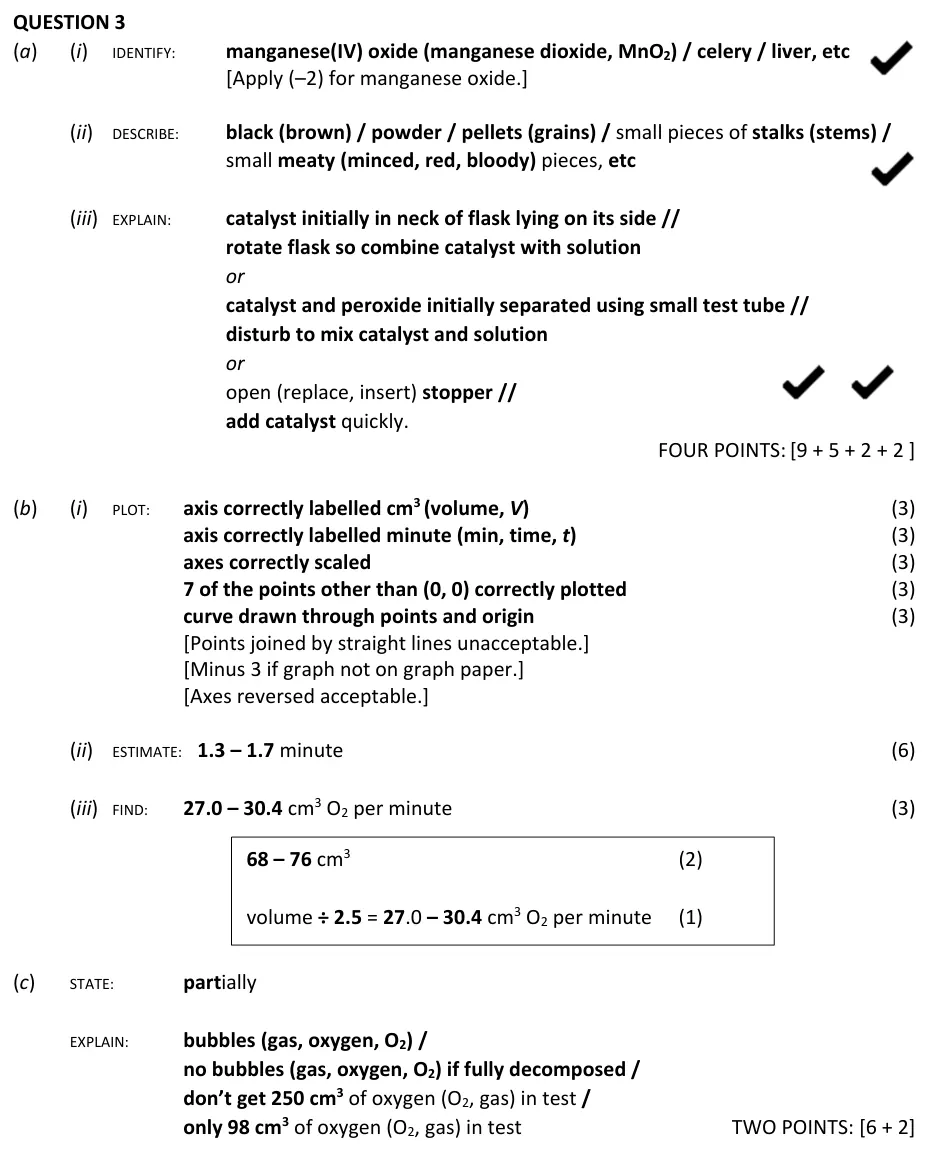 QUESTION 3
(a) (i) IDENTIFY: manganese(IV) oxide (manganese dioxide, MnO₂) / celery / liver, etc ✔
[Apply (–2) for manganese oxide.]
(ii) DESCRIBE: black (brown) / powder / pellets (grains) / small pieces of stalks (stems) /
small meaty (minced, red, bloody) pieces, etc ✔
(iii) EXPLAIN: catalyst initially in neck of flask lying on its side //
rotate flask so combine catalyst with solution
or
catalyst and peroxide initially separated using small test tube //
disturb to mix catalyst and solution
or
open (replace, insert) stopper // ✔ ✔
add catalyst quickly.
FOUR POINTS: [9 + 5 + 2 + 2 ]
(b) (i) PLOT: axis correctly labelled cm³ (volume, V) (3)
axis correctly labelled minute (min, time, t) (3)
axes correctly scaled (3)
7 of the points other than (0, 0) correctly plotted (3)
curve drawn through points and origin (3)
[Points joined by straight lines unacceptable.]
[Minus 3 if graph not on graph paper.]
[Axes reversed acceptable.]
(ii) ESTIMATE: 1.3 – 1.7 minute (6)
(iii) FIND: 27.0 – 30.4 cm³ O₂ per minute (3)
68 – 76 cm³ (2)
volume ÷ 2.5 = 27.0 – 30.4 cm³ O₂ per minute (1)
(c) STATE: partially
EXPLAIN: bubbles (gas, oxygen, O₂) /
no bubbles (gas, oxygen, O₂) if fully decomposed /
don’t get 250 cm³ of oxygen (O₂, gas) in test /
only 98 cm³ of oxygen (O₂, gas) in test TWO POINTS: [6 + 2]